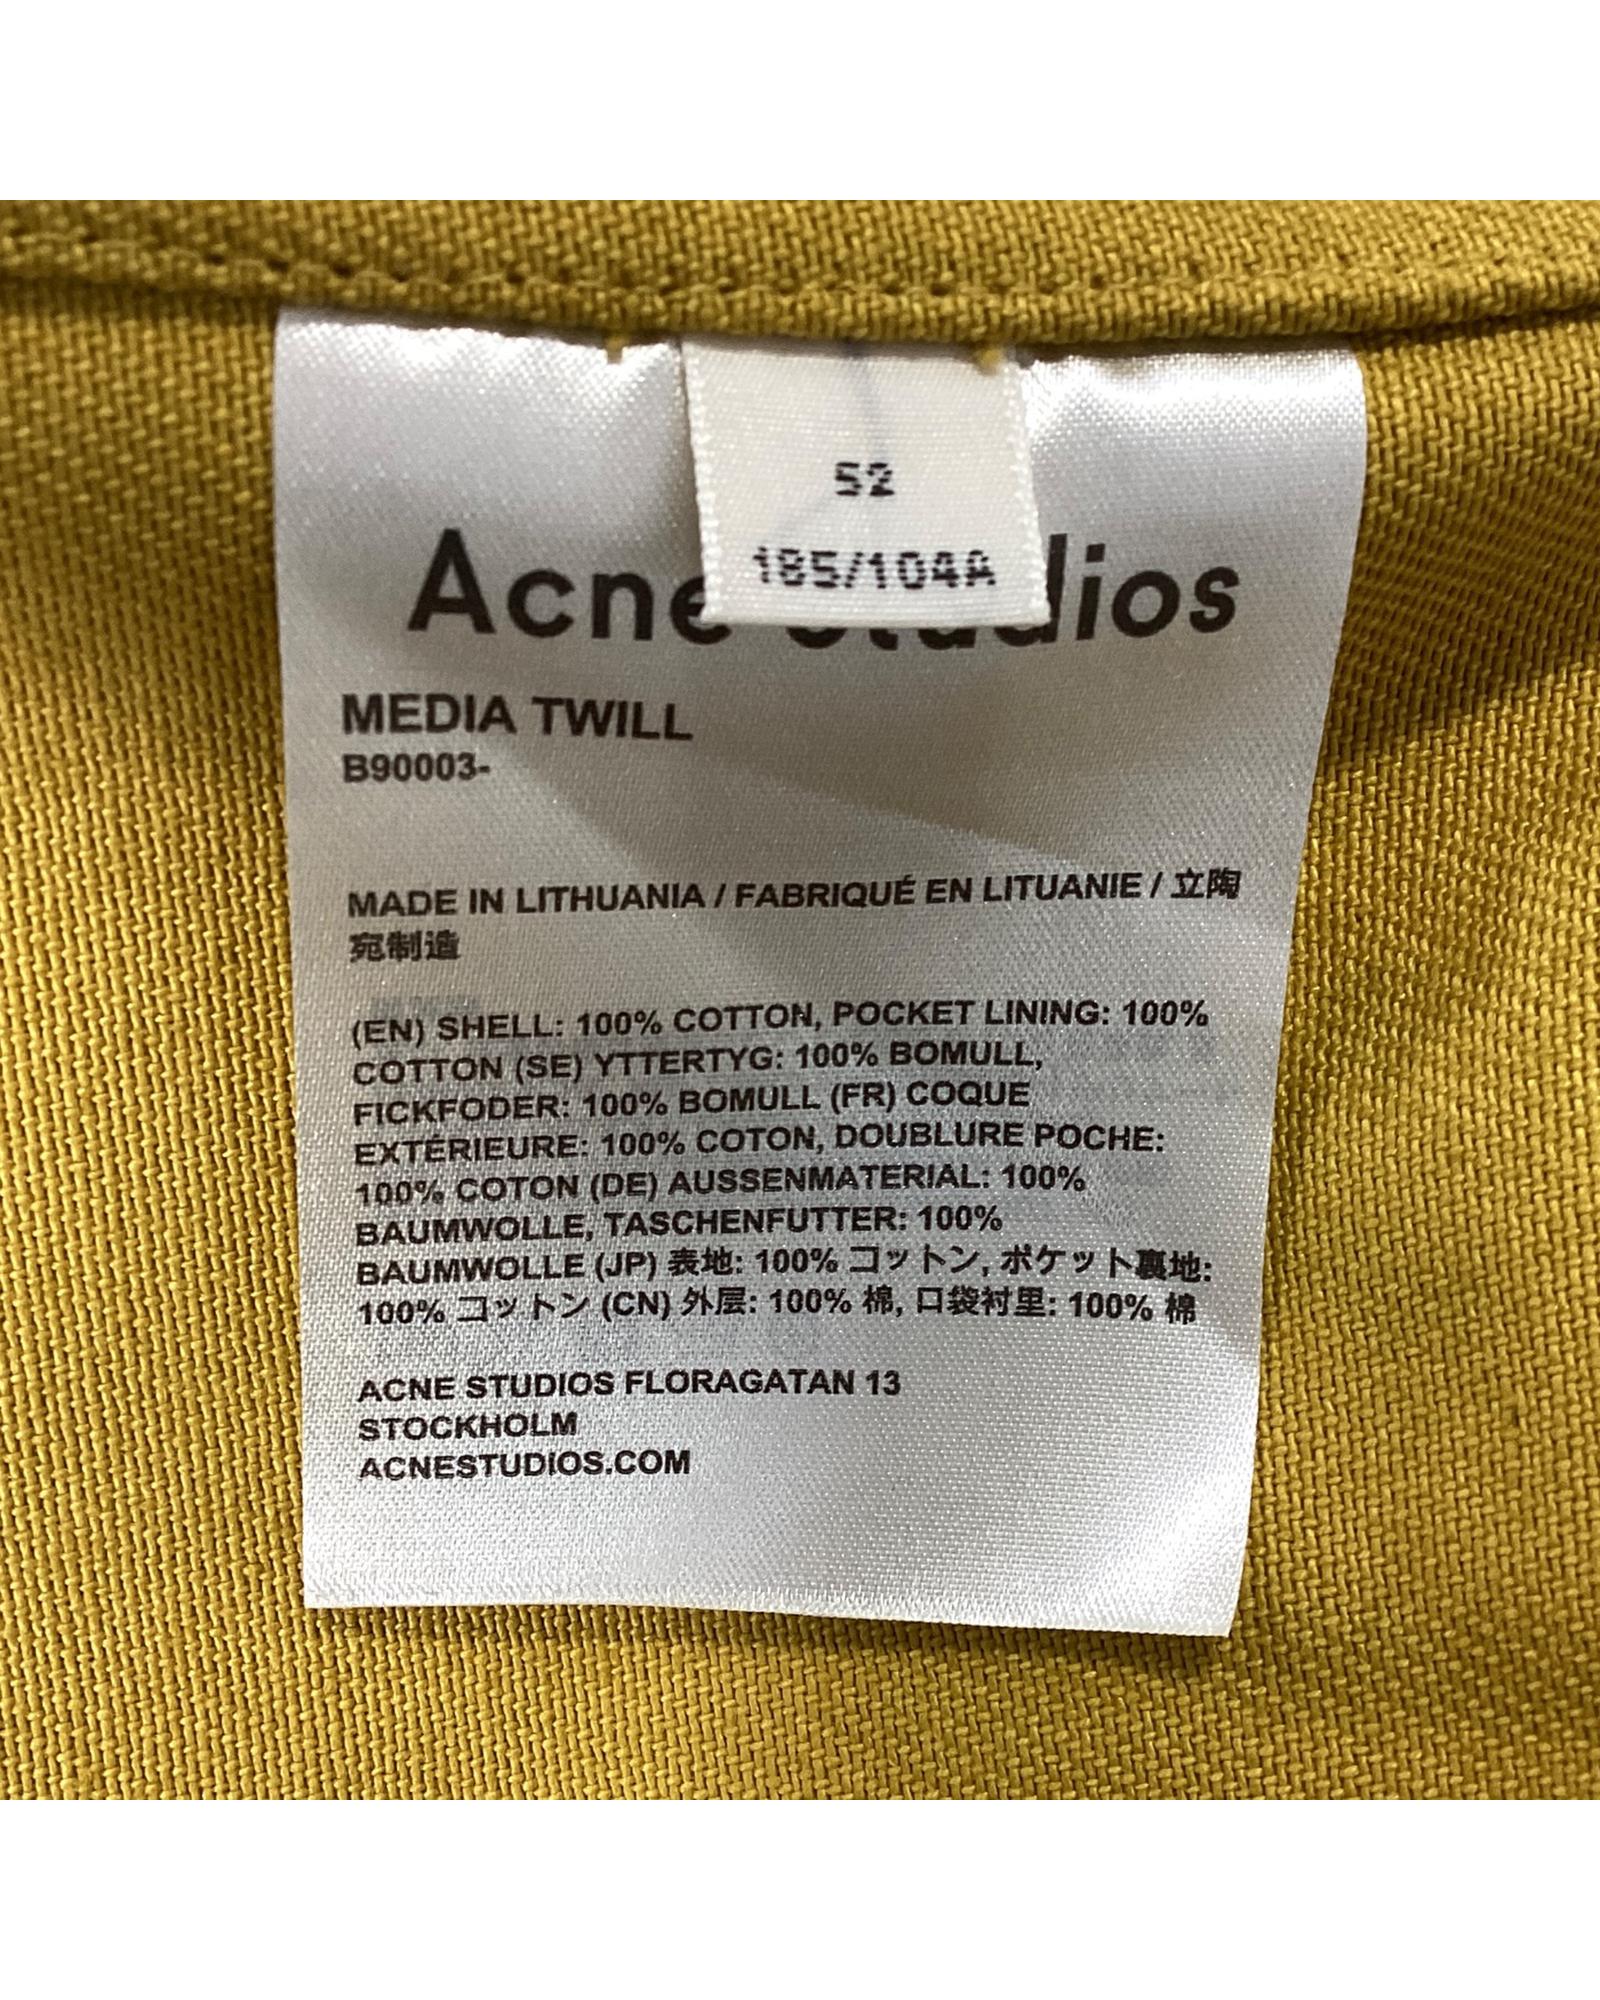 52
185/104A
Acne Studios
MEDIA TWILL
B90003-
MADE IN LITHUANIA / FABRIQUÉ EN LITUANIE / 立陶
宛制造
(EN) SHELL: 100% COTTON, POCKET LINING: 100%
COTTON (SE) YTTERTYG: 100% BOMULL,
FICKFODER: 100% BOMULL (FR) COQUE
EXTÉRIEURE: 100% COTON, DOUBLURE POCHE:
100% COTON (DE) AUSSENMATERIAL: 100%
BAUMWOLLE, TASCHENFUTTER: 100%
BAUMWOLLE (JP) 表地: 100% コットン, ポケット裏地:
100% コットン (CN) 外层: 100% 棉, 口袋衬里: 100% 棉
ACNE STUDIOS FLORAGATAN 13
STOCKHOLM
ACNESTUDIOS.COM